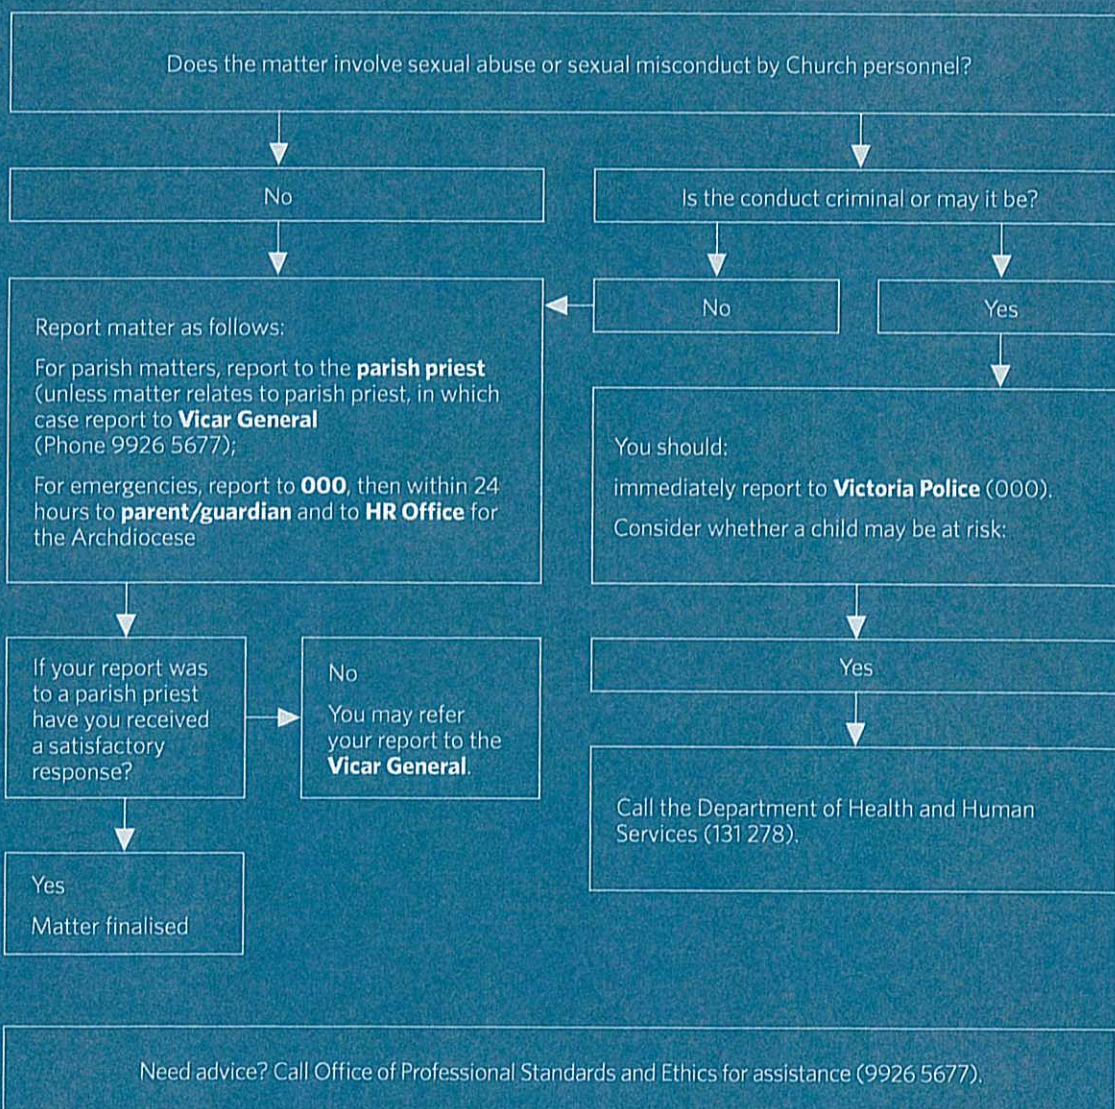 Does the matter involve sexual abuse or sexual misconduct by Church personnel?
No
Is the conduct criminal or may it be?
No
Yes
Report matter as follows:
For parish matters, report to the parish priest
(unless matter relates to parish priest, in which
case report to Vicar General
(Phone 9926 5677);
For emergencies, report to 000, then within 24
hours to parent/guardian and to HR Office for
the Archdiocese
You should:
immediately report to Victoria Police (000).
Consider whether a child may be at risk:
If your report was
to a parish priest
have you received
a satisfactory
response?
No
You may refer
your report to the
Vicar General.
Yes
Call the Department of Health and Human
Services (131 278).
Yes
Matter finalised
Need advice? Call Office of Professional Standards and Ethics for assistance (9926 5677).